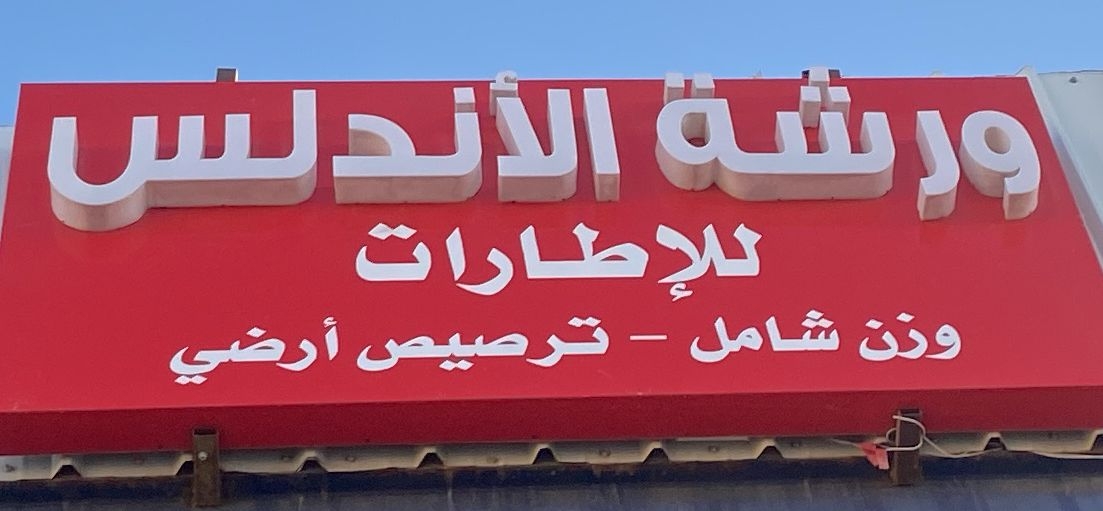 ورشة الأندلس
للإطارات
وزن شامل - ترصيص أرضي